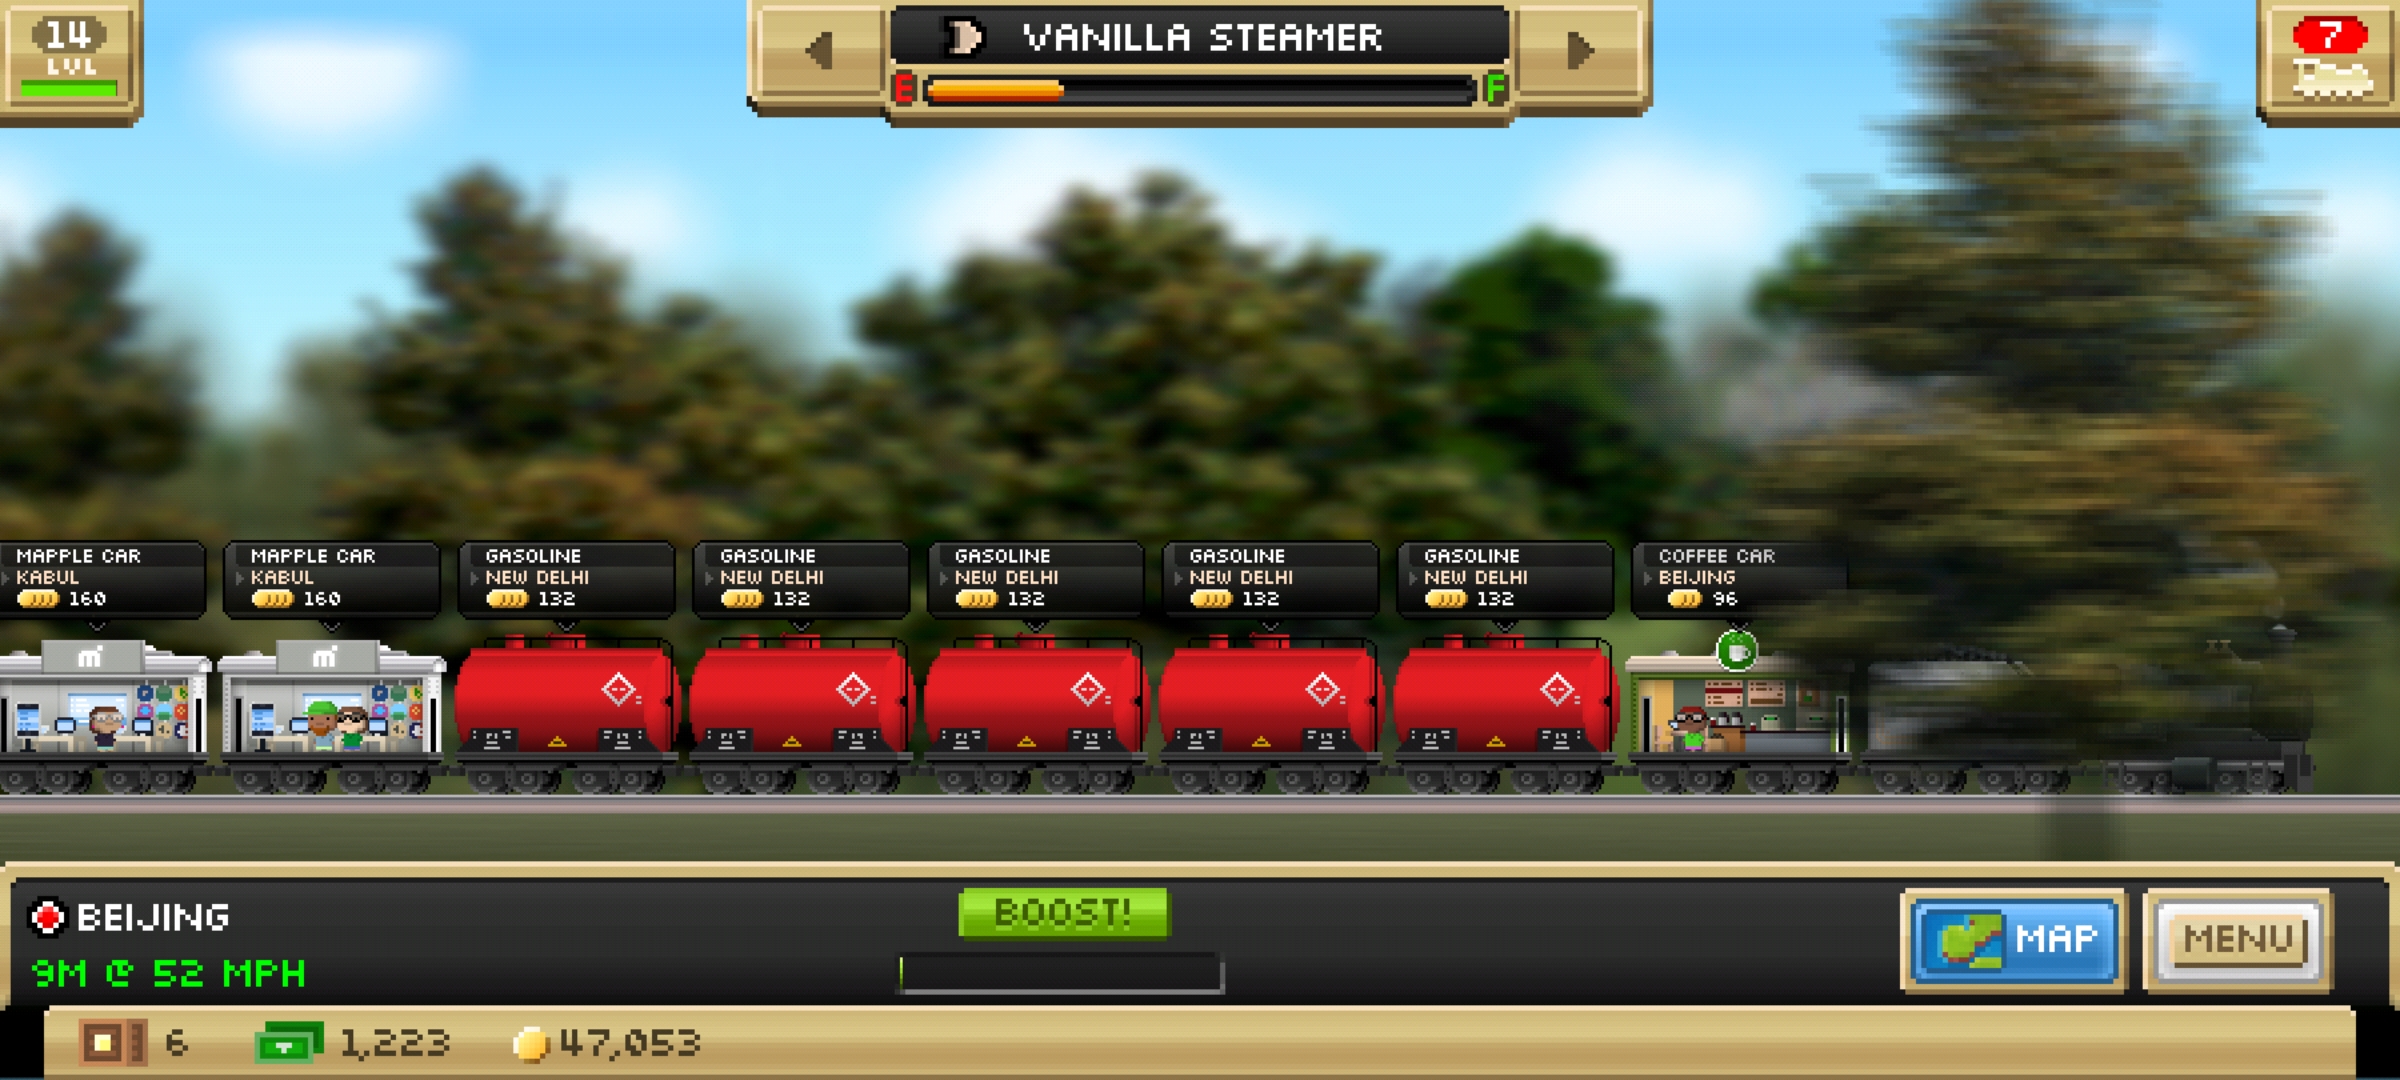 14
LVL
VANILLA STEAMER
E F
7
MAPPLE CAR
KABUL
160
MAPPLE CAR
KABUL
160
GASOLINE
NEW DELHI
132
GASOLINE
NEW DELHI
132
GASOLINE
NEW DELHI
132
GASOLINE
NEW DELHI
132
GASOLINE
NEW DELHI
132
COFFEE CAR
BEIJING
96
m
m
BEIJING
9M @ 52 MPH
BOOST!
MAP
MENU
6
1,223
47,053